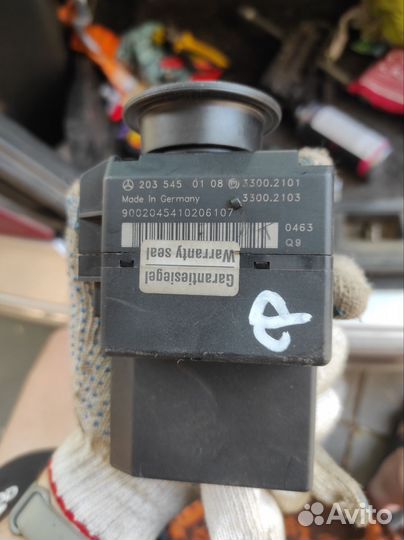 203 545 01 08 3300.2101
Made in Germany 3300.2103
9002045410206107
0463
Q9
Garantiesiegel
Warranty seal
Avito